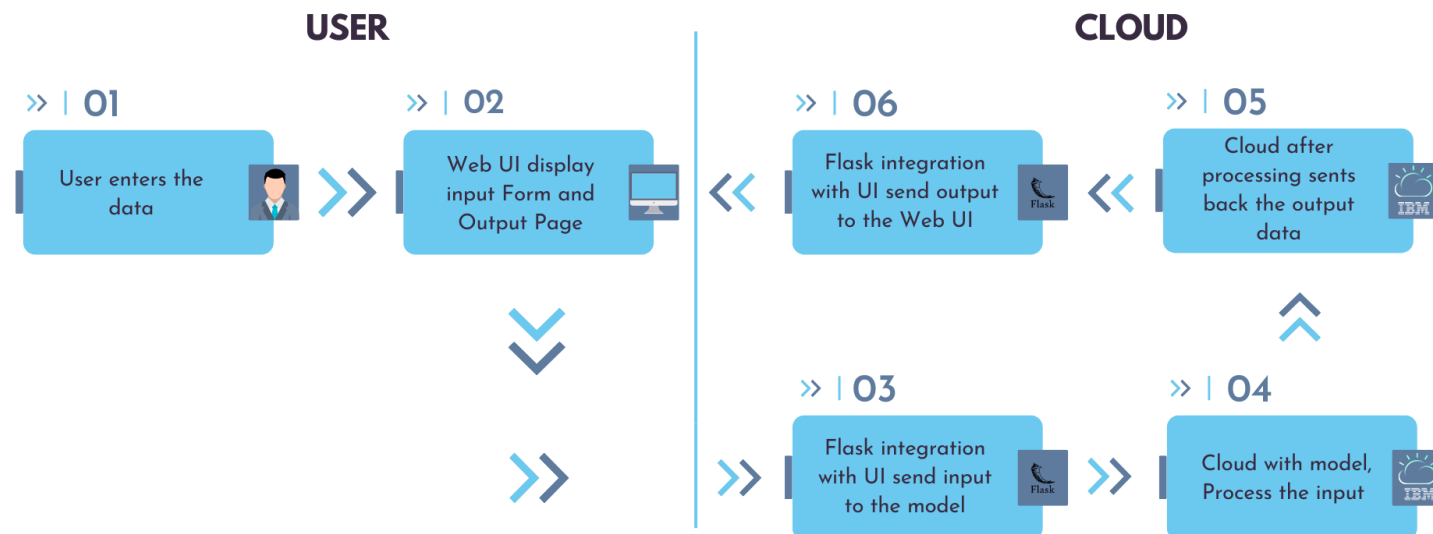 USER
CLOUD
01
User enters the
data
02
Web UI display
input Form and
Output Page
06
Flask integration
with UI send output
to the Web UI
Flask
05
Cloud after
processing sents
back the output
data
IBM
03
Flask integration
with UI send input
to the model
Flask
04
Cloud with model,
Process the input
IBM